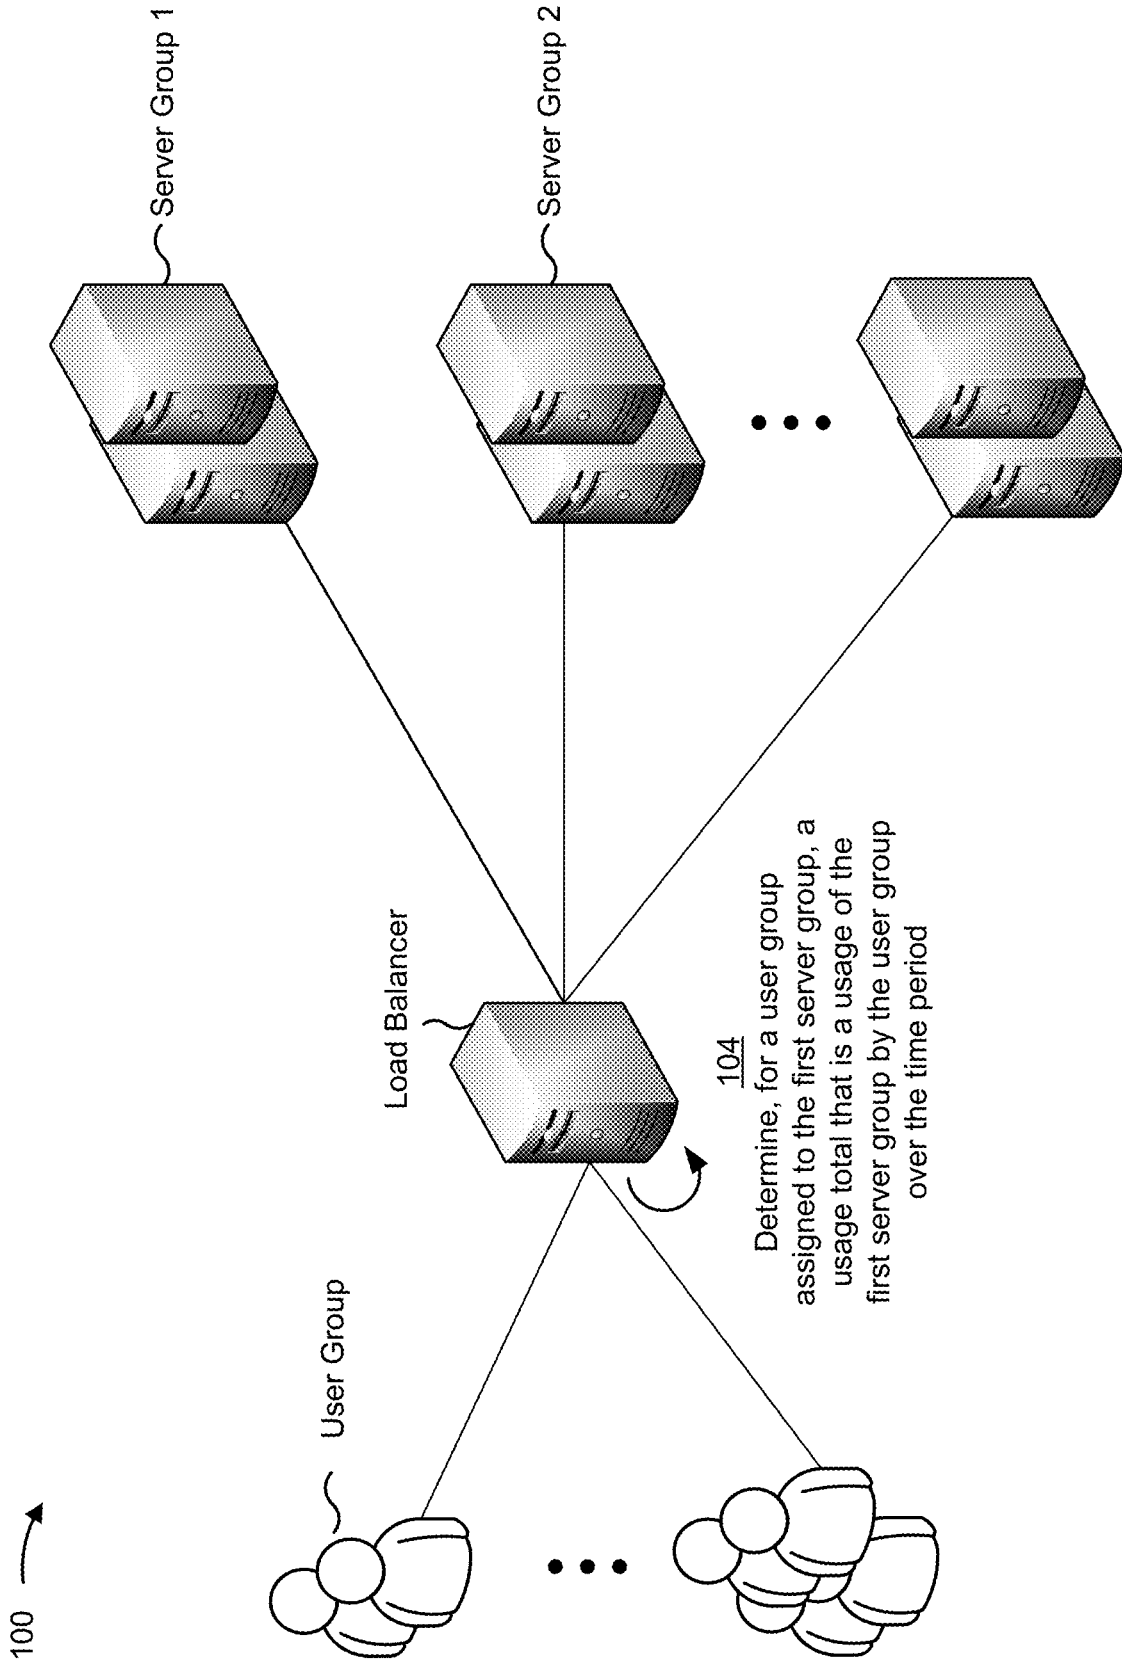 100
User Group
Load Balancer
Server Group 1
Server Group 2
104
Determine, for a user group
assigned to the first server group, a
usage total that is a usage of the
first server group by the user group
over the time period